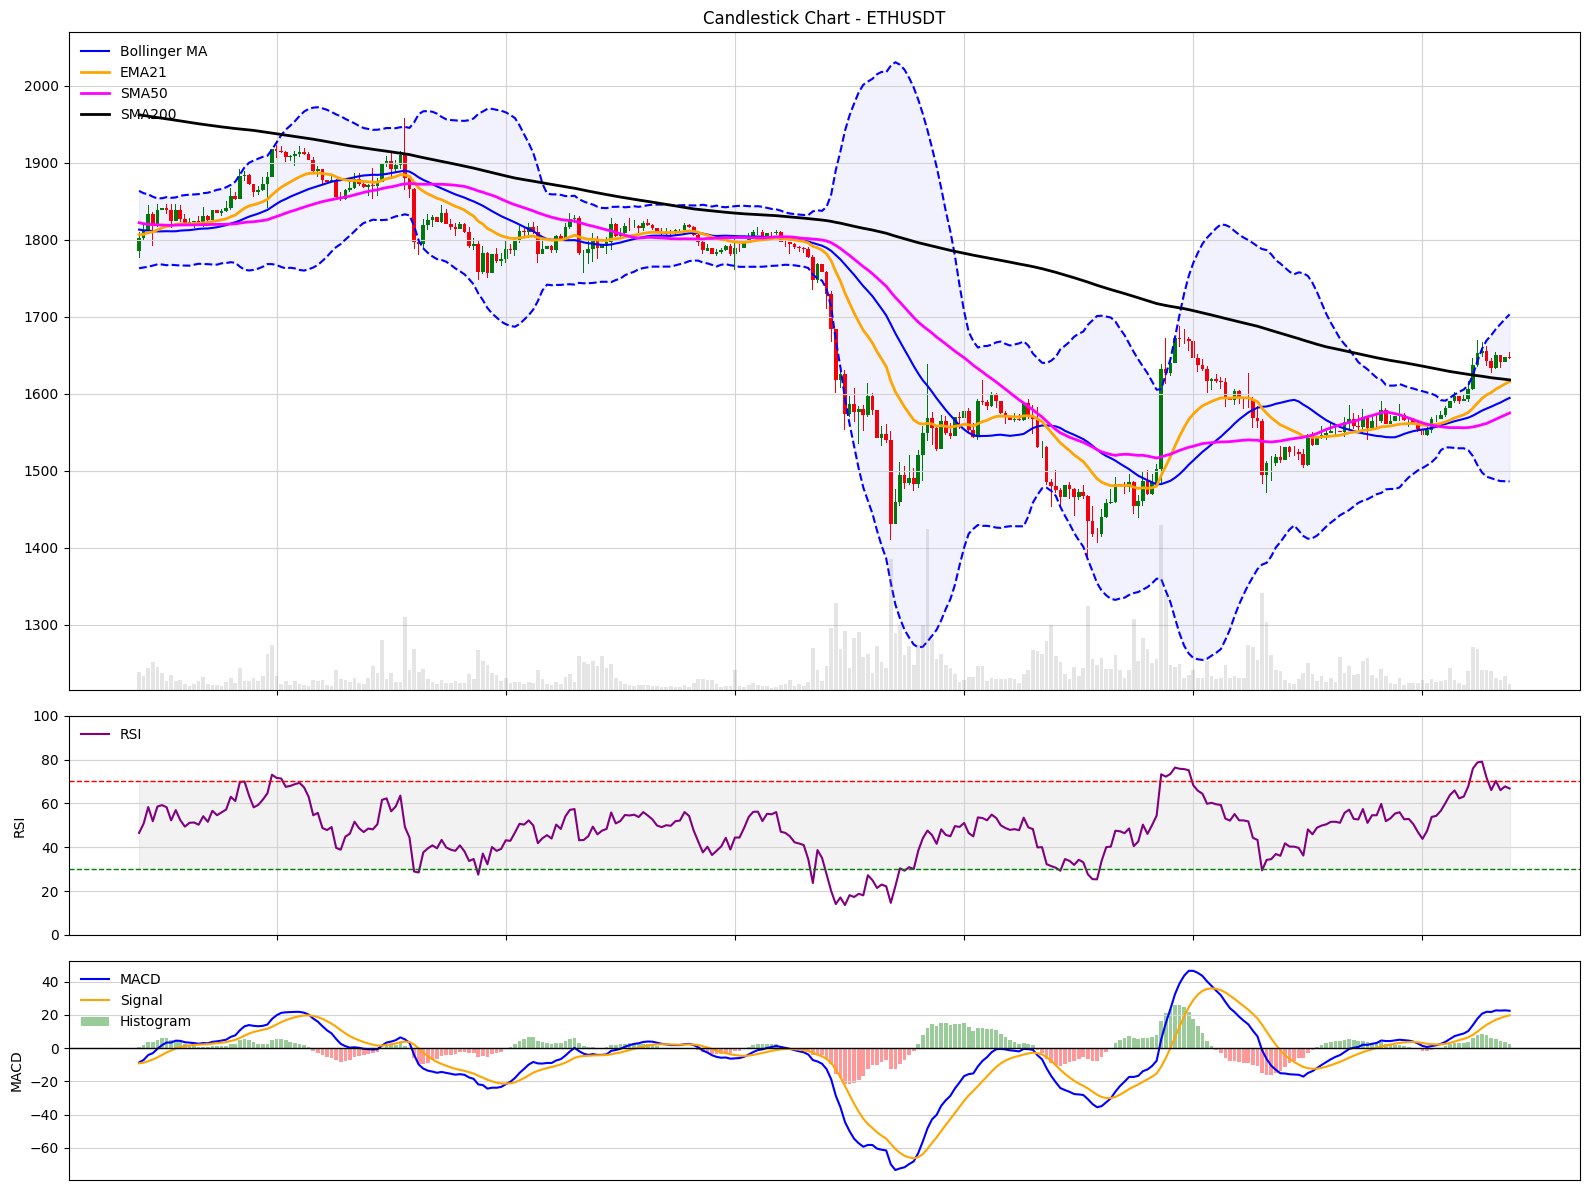 Candlestick Chart - ETHUSDT
Bollinger MA
EMA21
SMA50
SMA200
2000
1900
1800
1700
1600
1500
1400
1300
RSI
100
80
60
40
20
0
RSI
MACD
Signal
Histogram
40
20
0
−20
−40
−60
MACD